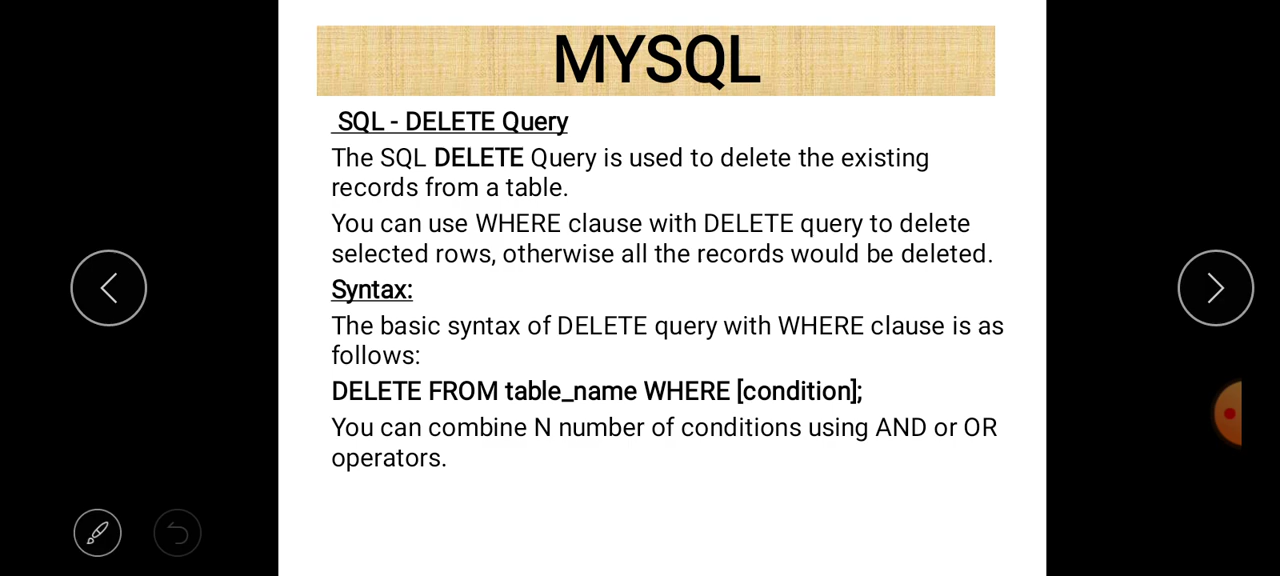 MYSQL
SQL - DELETE Query
The SQL DELETE Query is used to delete the existing
records from a table.
You can use WHERE clause with DELETE query to delete
selected rows, otherwise all the records would be deleted.
Syntax:
The basic syntax of DELETE query with WHERE clause is as
follows:
DELETE FROM table_name WHERE [condition];
You can combine N number of conditions using AND or OR
operators.